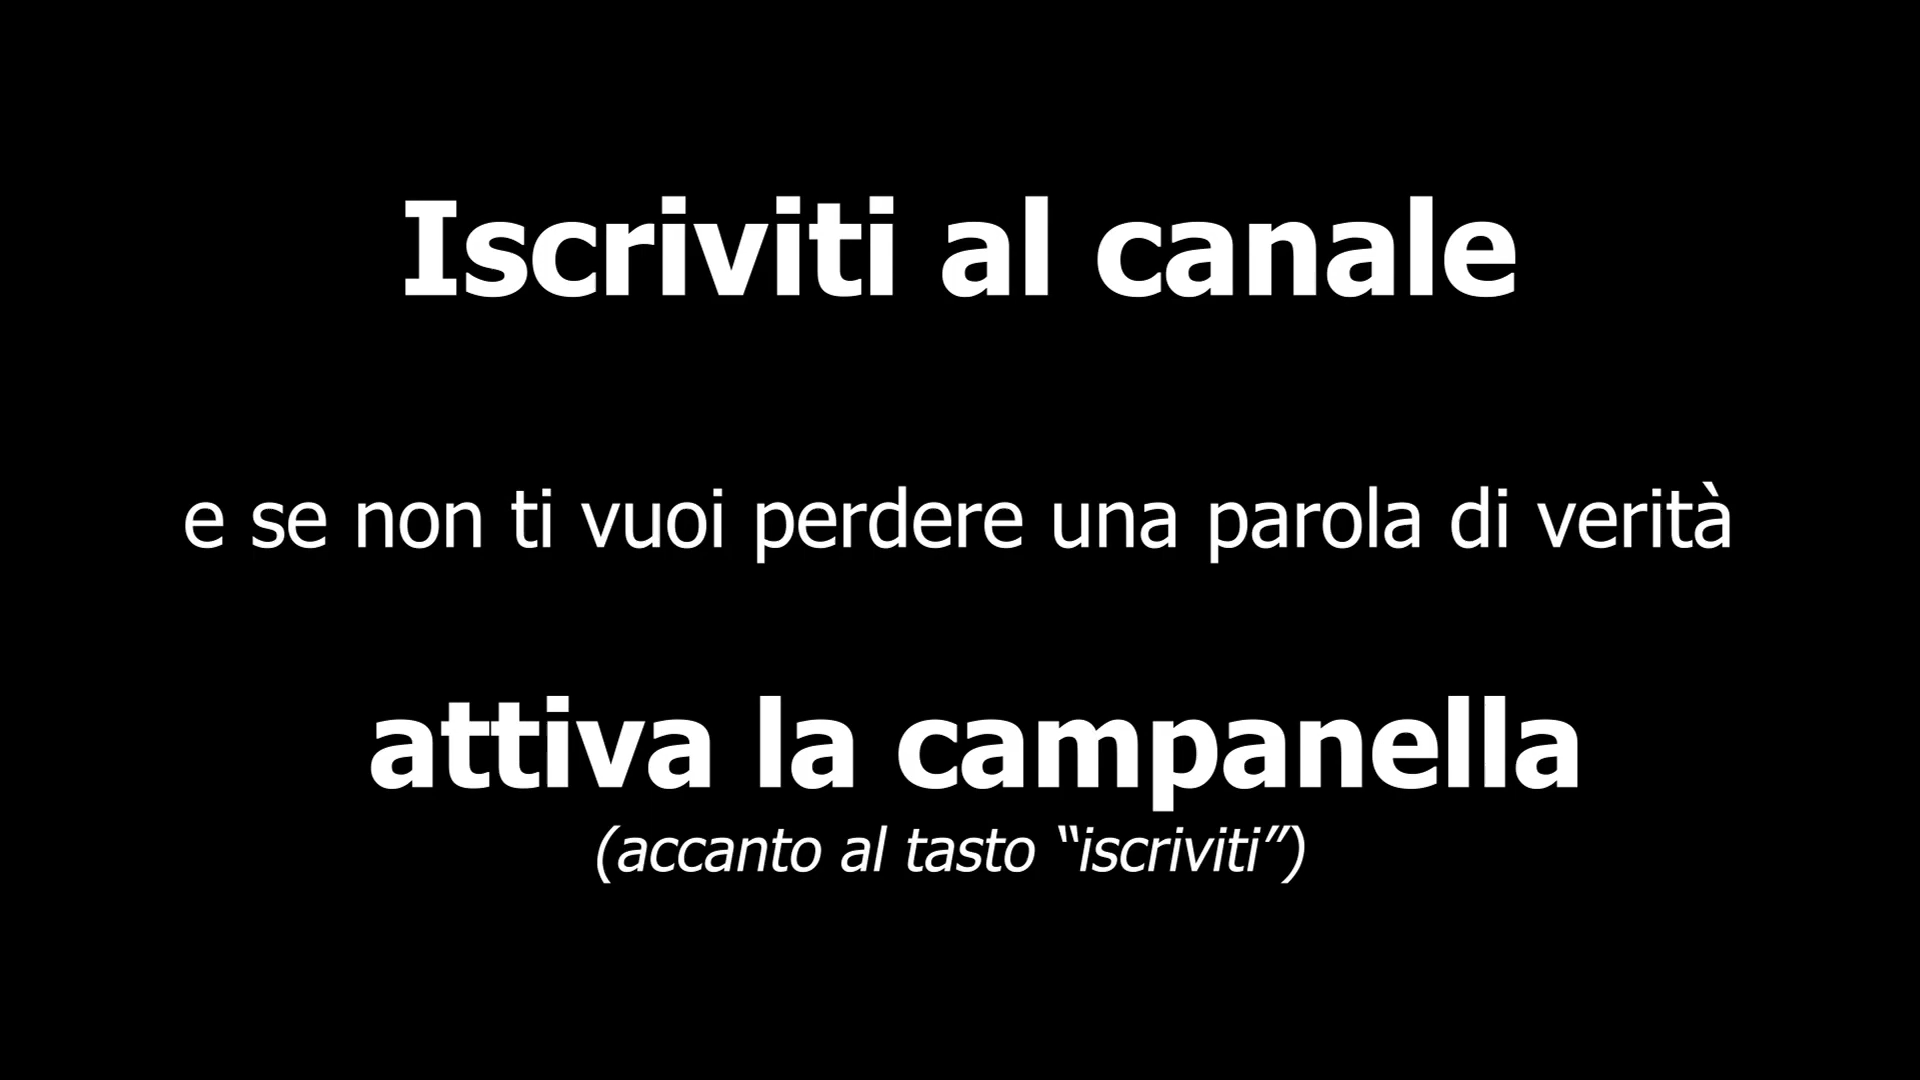 Iscriviti al canale
e se non ti vuoi perdere una parola di verità
attiva la campanella
(accanto al tasto “iscriviti”)